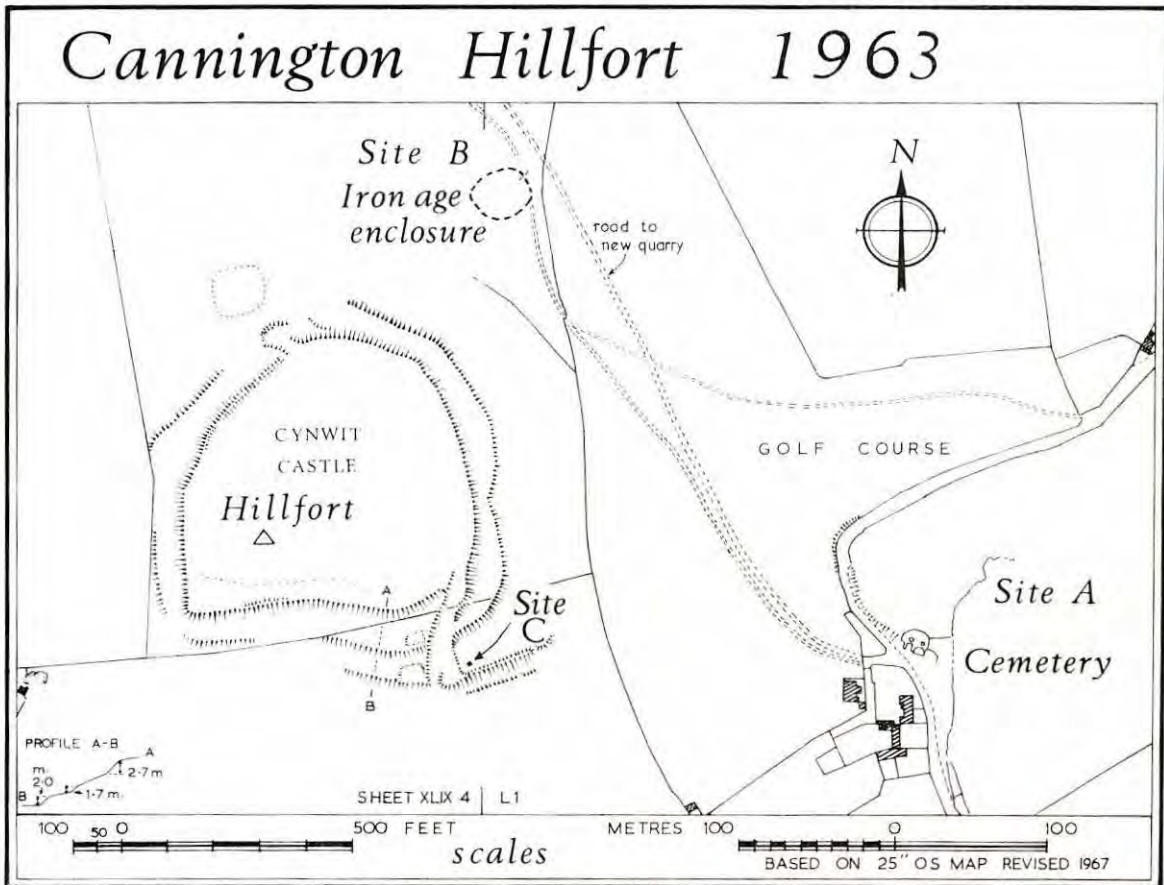 Cannington Hillfort 1963
Site B
Iron age
enclosure
N
road to
new quarry
CYNWIT
CASTLE
Hillfort
GOLF COURSE
A
Site
C
Site A
Cemetery
B
PROFILE A-B
A
m.
2·0
2·7 m
B
1·7 m.
SHEET XLIX 4 L1
100 50 0 500 FEET
METRES 100 0 100
scales
BASED ON 25" OS MAP REVISED 1967